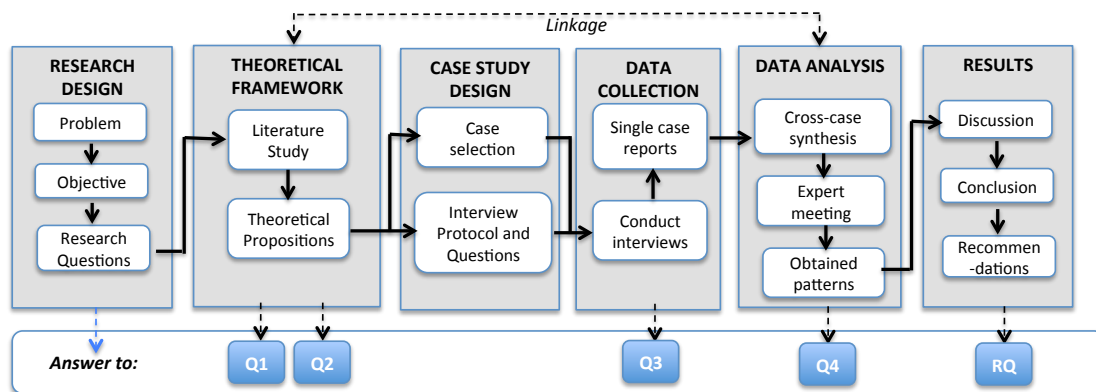 Linkage
RESEARCH
DESIGN
Problem
Objective
Research
Questions
THEORETICAL
FRAMEWORK
Literature
Study
Theoretical
Propositions
CASE STUDY
DESIGN
Case
selection
Interview
Protocol and
Questions
DATA
COLLECTION
Single case
reports
Conduct
interviews
DATA ANALYSIS
Cross-case
synthesis
Expert
meeting
Obtained
patterns
RESULTS
Discussion
Conclusion
Recommen
-dations
Answer to:
Q1
Q2
Q3
Q4
RQ